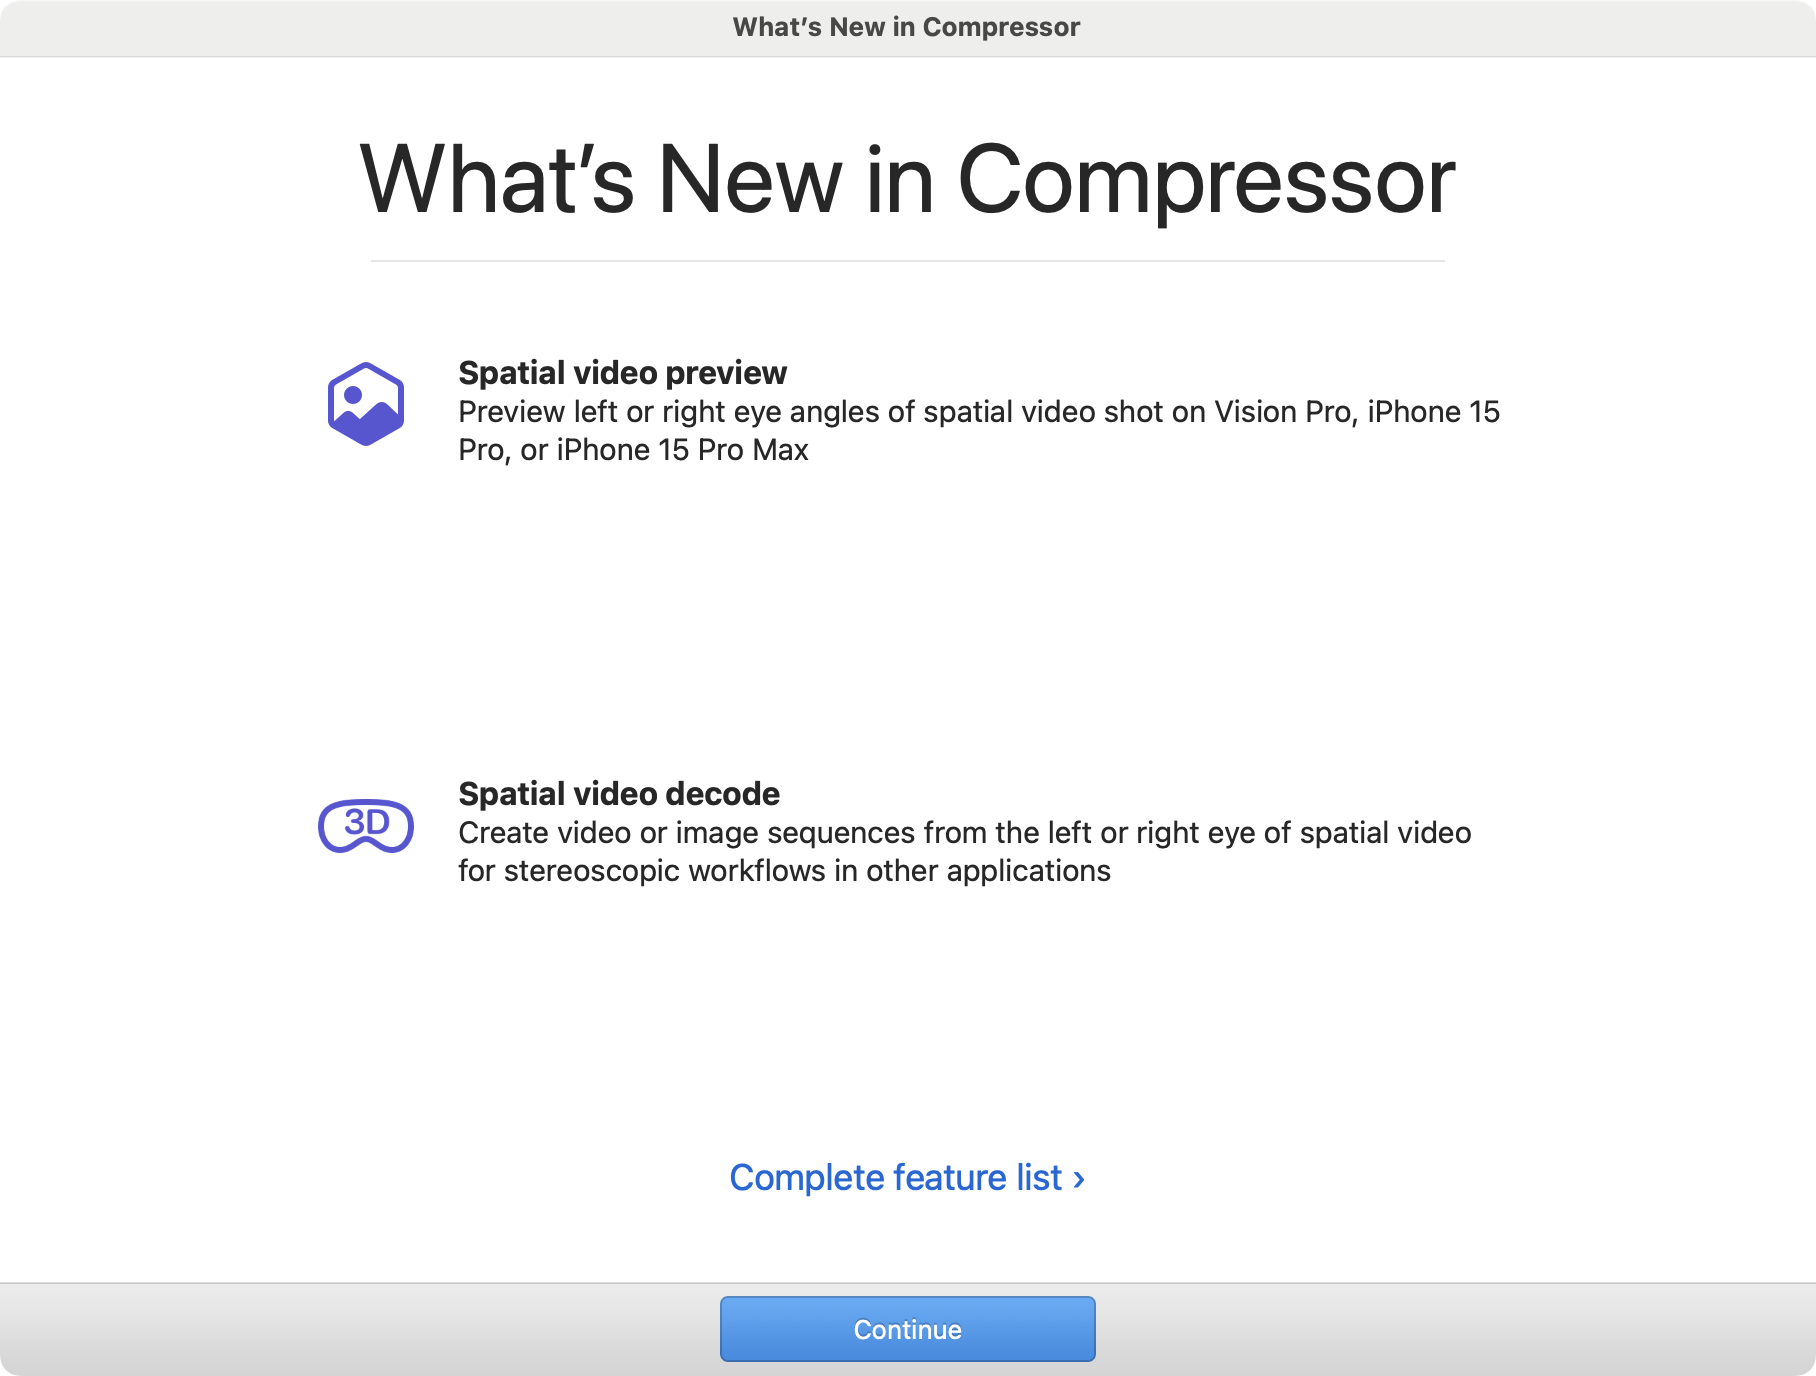 What’s New in Compressor
What’s New in Compressor
Spatial video preview
Preview left or right eye angles of spatial video shot on Vision Pro, iPhone 15
Pro, or iPhone 15 Pro Max
3D
Spatial video decode
Create video or image sequences from the left or right eye of spatial video
for stereoscopic workflows in other applications
Complete feature list ›
Continue